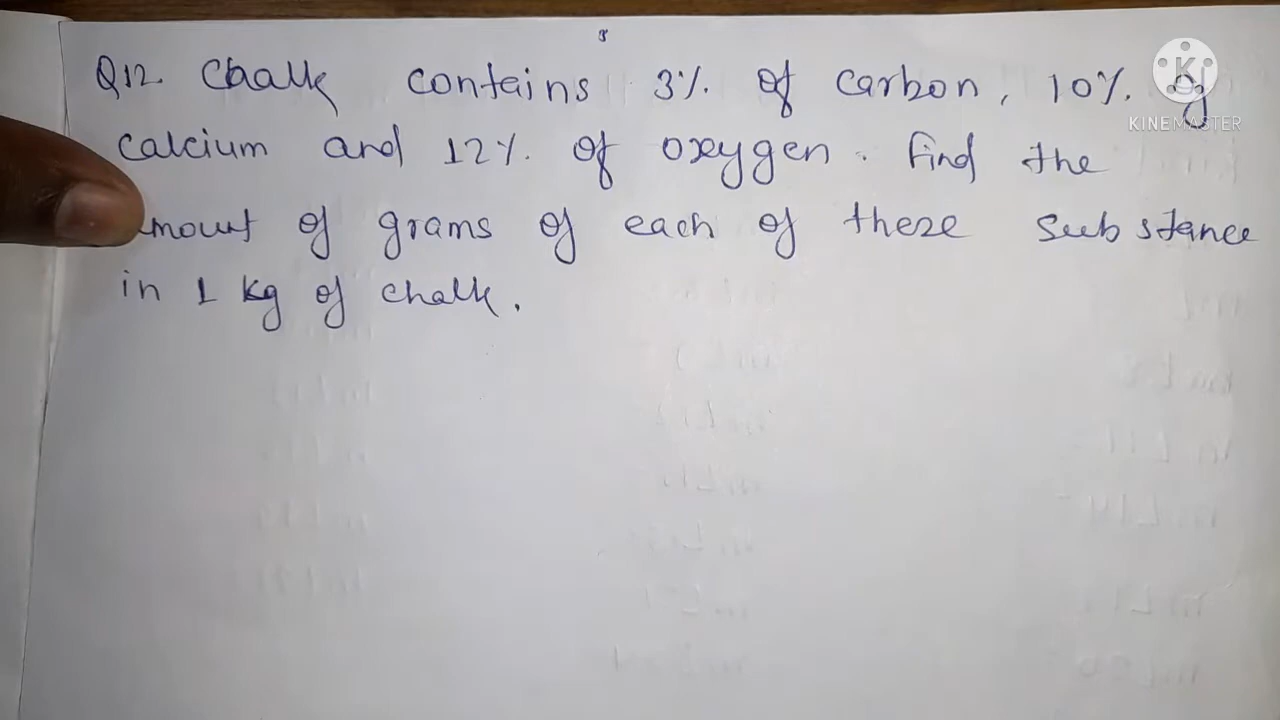 Q12. Chalk contains 3%. of carbon, 10%. of
calcium and 12%. of oxygen. Find the
amount of grams of each of these substance
in 1 kg of chalk.
KINEMASTER